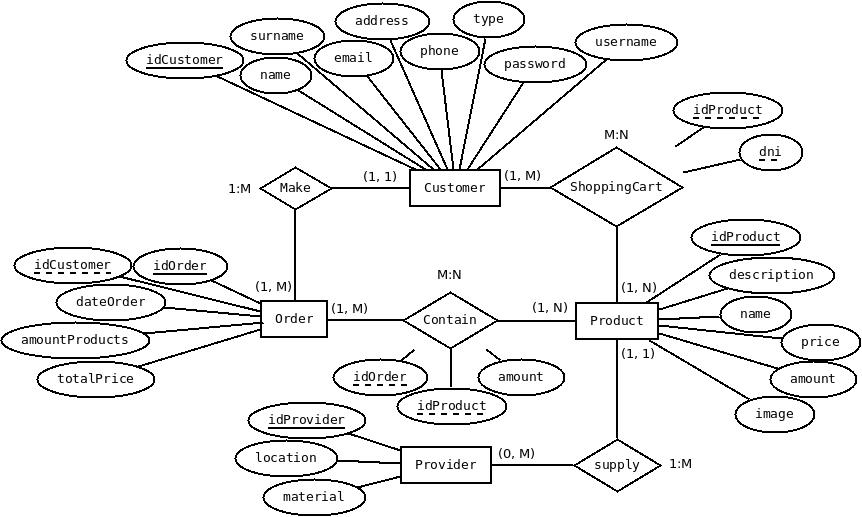 address
type
surname
username
phone
email
idCustomer
password
name
idProduct
M:N
dni
(1, M)
(1, 1)
1:M
Make
Customer
ShoppingCart
idProduct
idCustomer
idOrder
description
(1, M)
(1, N)
M:N
dateOrder
name
(1, M)
(1, N)
Order
Contain
Product
amountProducts
price
(1, 1)
totalPrice
idOrder
amount
amount
idProduct
image
idProvider
(0, M)
location
Provider
supply
1:M
material